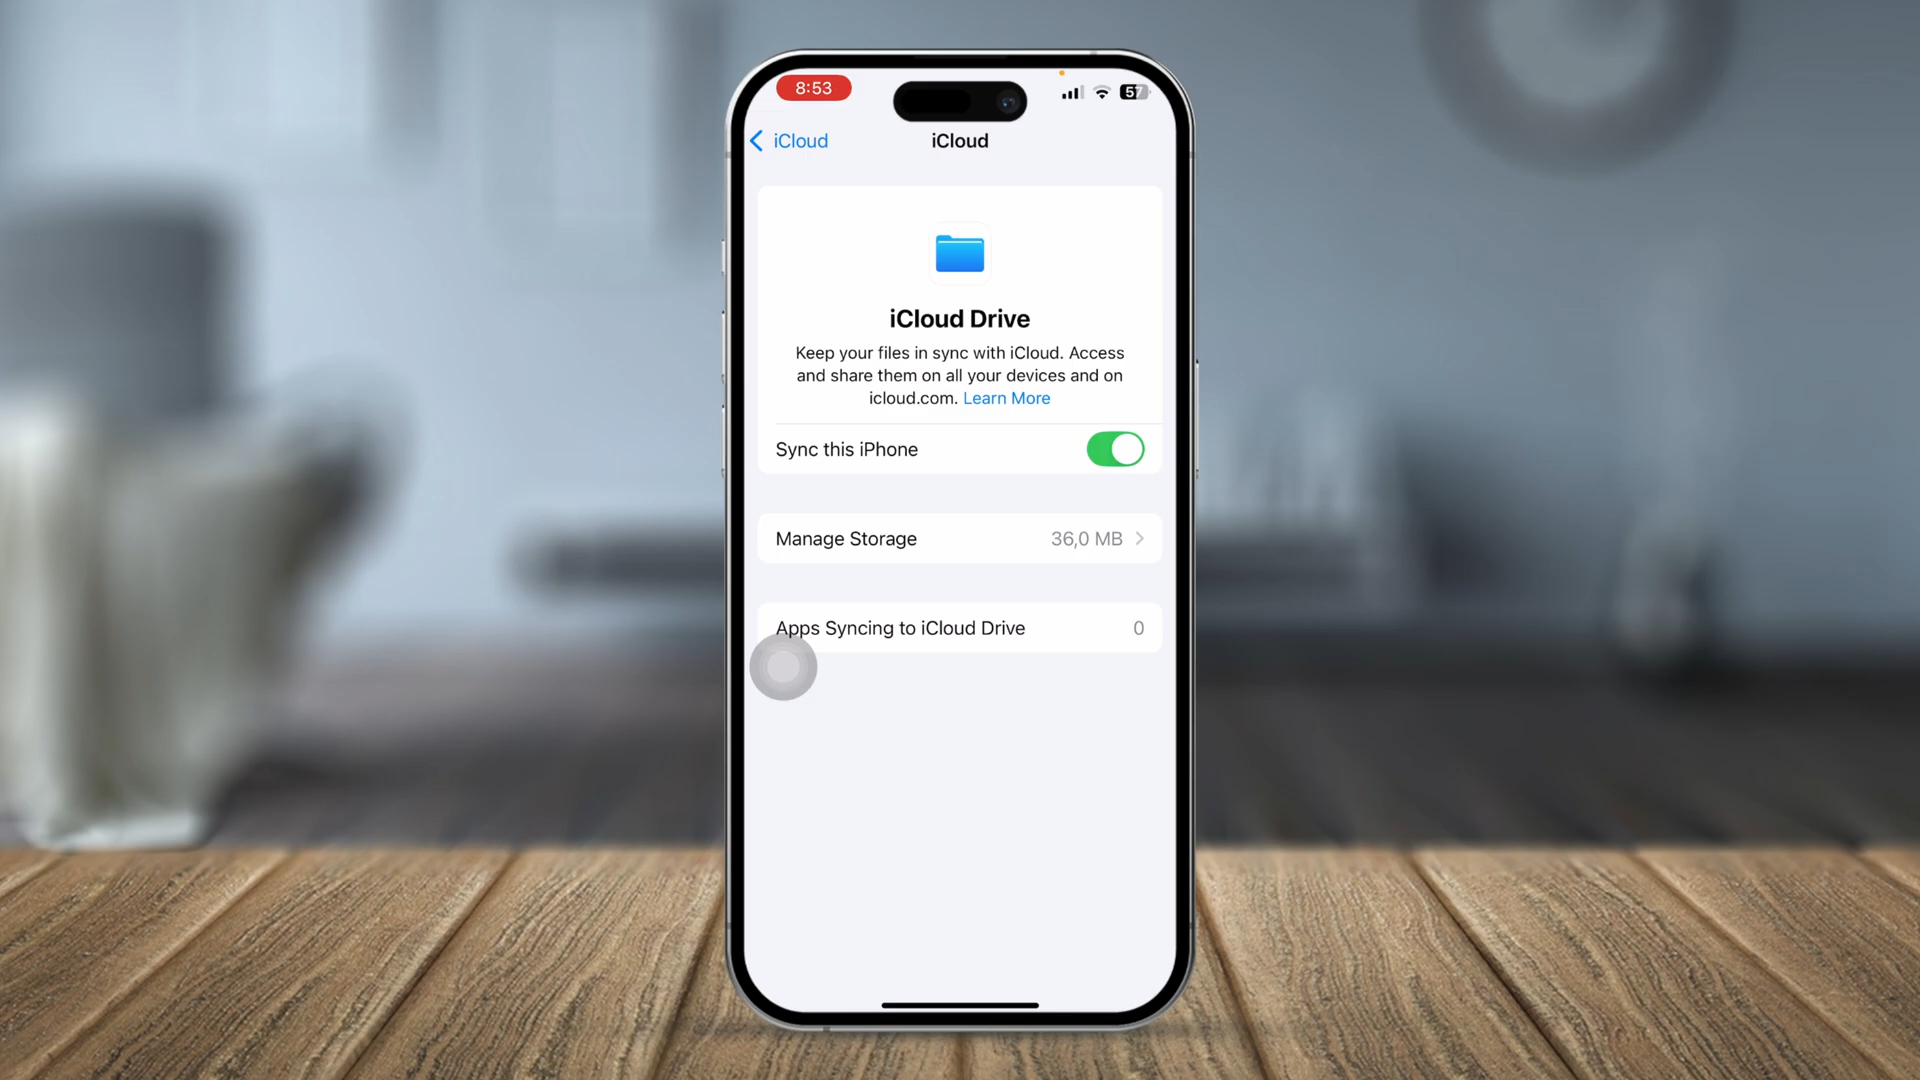 8:53
57
iCloud
iCloud
iCloud Drive
Keep your files in sync with iCloud. Access
and share them on all your devices and on
icloud.com. Learn More
Sync this iPhone
Manage Storage 36,0 MB
Apps Syncing to iCloud Drive 0